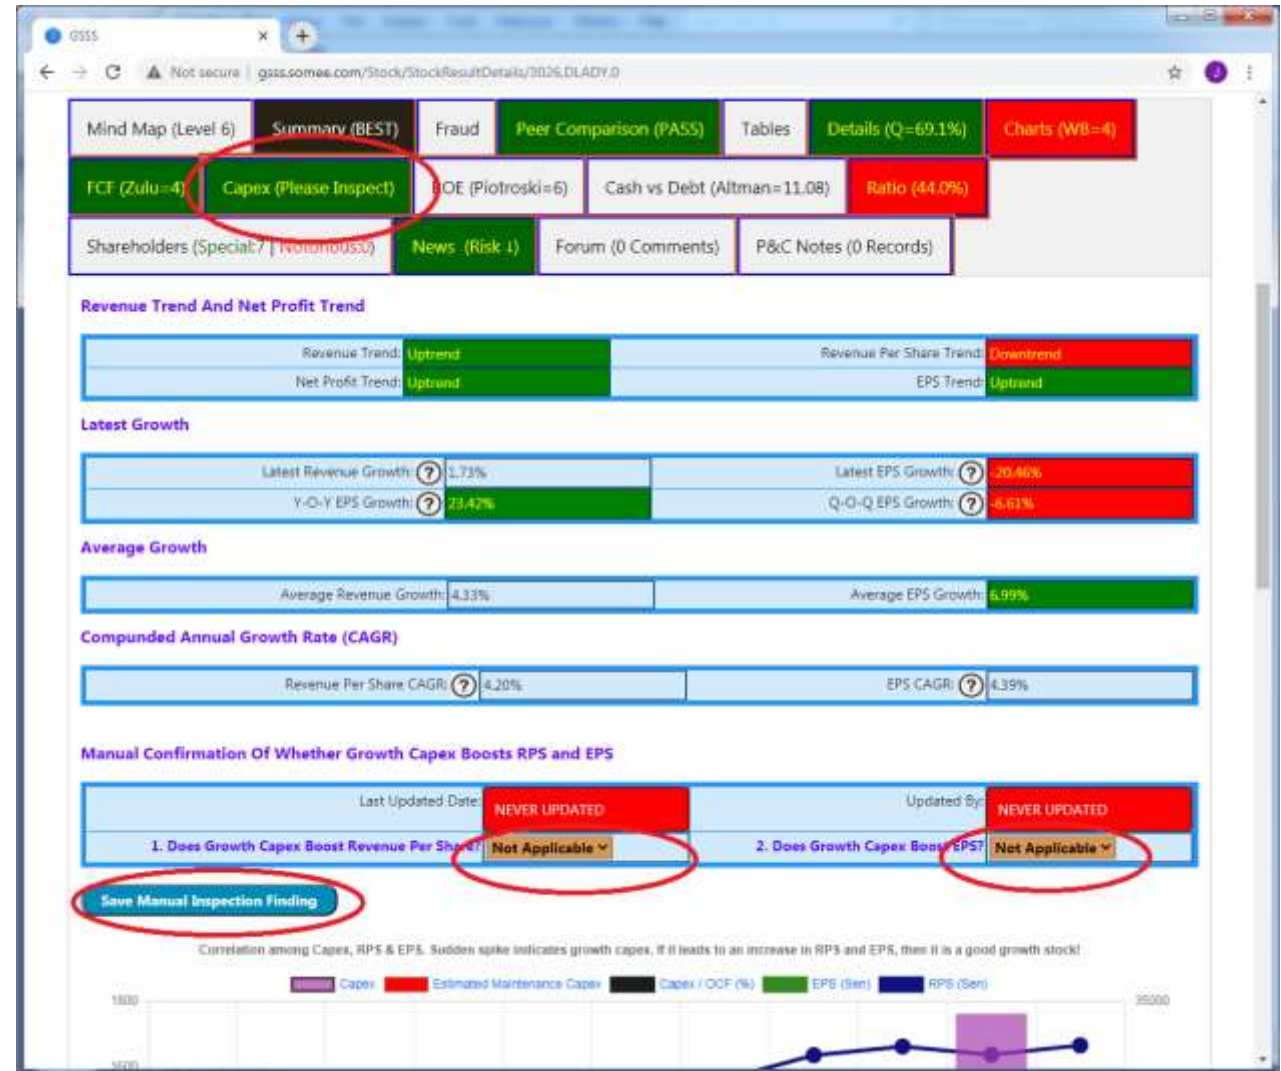 GSSS
Not secure | gsss.somee.com/Stock/StockResultDetails/3026.DLADY.0
Mind Map (Level 6) Summary (BEST) Fraud Peer Comparison (PASS) Tables Details (Q=69.1%) Charts (WB=4)
FCF (Zulu=4) Capex (Please Inspect) ROE (Piotroski=6) Cash vs Debt (Altman=11.08) Ratio (44.0%)
Shareholders (Special:7 | Notorious:0) News (Risk ↓) Forum (0 Comments) P&C Notes (0 Records)
Revenue Trend And Net Profit Trend
Revenue Trend: Uptrend Revenue Per Share Trend: Downtrend
Net Profit Trend: Uptrend EPS Trend: Uptrend
Latest Growth
Latest Revenue Growth: ? 1.73% Latest EPS Growth: ? -20.46%
Y-O-Y EPS Growth: ? 23.42% Q-O-Q EPS Growth: ? -6.61%
Average Growth
Average Revenue Growth: 4.33% Average EPS Growth: 6.99%
Compunded Annual Growth Rate (CAGR)
Revenue Per Share CAGR: ? 4.20% EPS CAGR: ? 4.39%
Manual Confirmation Of Whether Growth Capex Boosts RPS and EPS
Last Updated Date: NEVER UPDATED Updated By: NEVER UPDATED
1. Does Growth Capex Boost Revenue Per Share? Not Applicable 2. Does Growth Capex Boost EPS? Not Applicable
Save Manual Inspection Finding
Correlation among Capex, RPS & EPS. Sudden spike indicates growth capex. If it leads to an increase in RPS and EPS, then it is a good growth stock!
Capex Estimated Maintenance Capex Capex / OCF (%) EPS (Sen) RPS (Sen)
1800 35000
1600